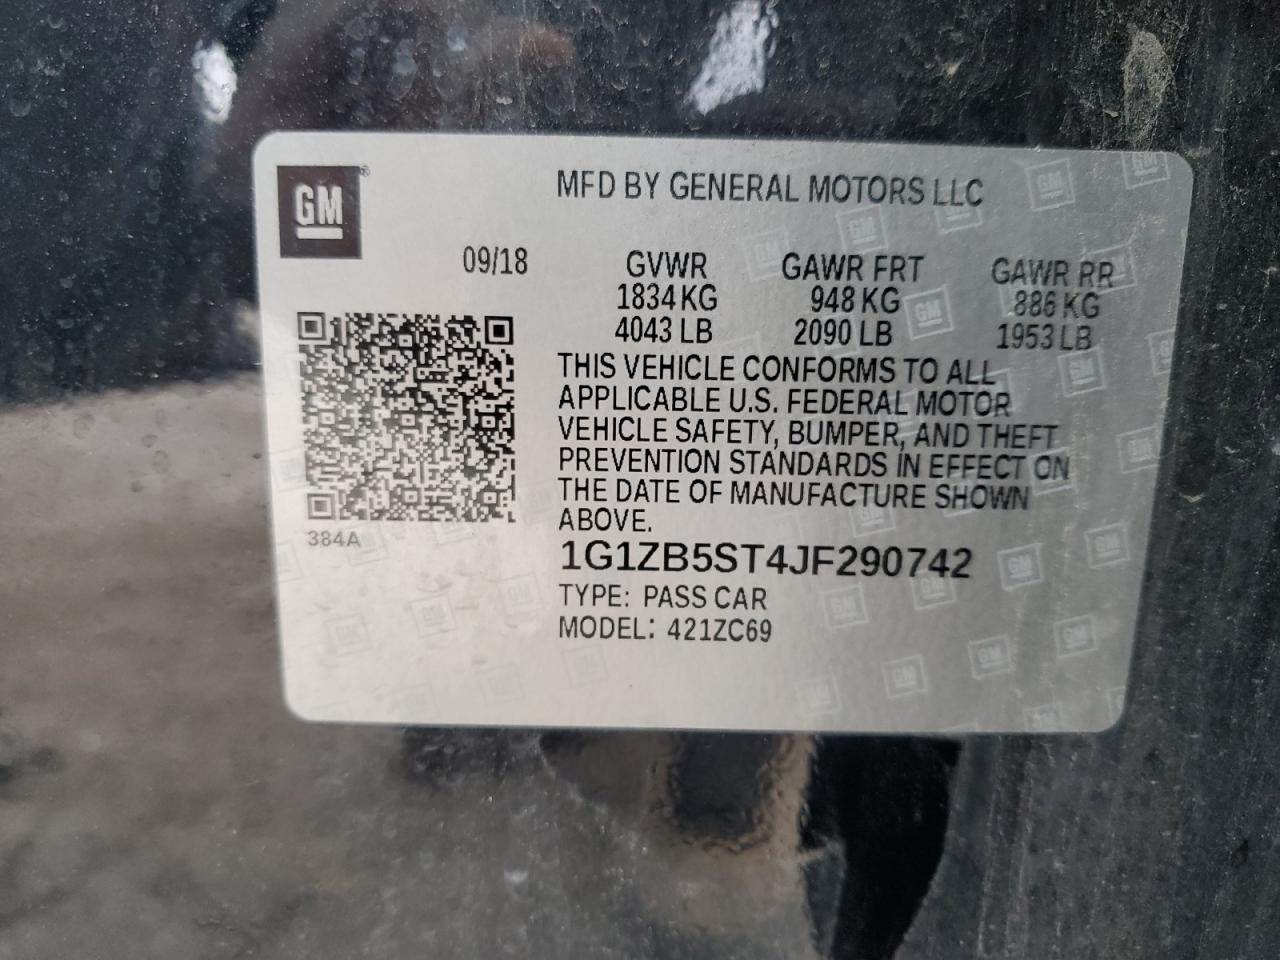 GM®
MFD BY GENERAL MOTORS LLC
09/18 GVWR GAWR FRT GAWR RR
1834 KG 948 KG 886 KG
4043 LB 2090 LB 1953 LB
THIS VEHICLE CONFORMS TO ALL
APPLICABLE U.S. FEDERAL MOTOR
VEHICLE SAFETY, BUMPER, AND THEFT
PREVENTION STANDARDS IN EFFECT ON
THE DATE OF MANUFACTURE SHOWN
ABOVE.
384A
1G1ZB5ST4JF290742
TYPE: PASS CAR
MODEL: 421ZC69